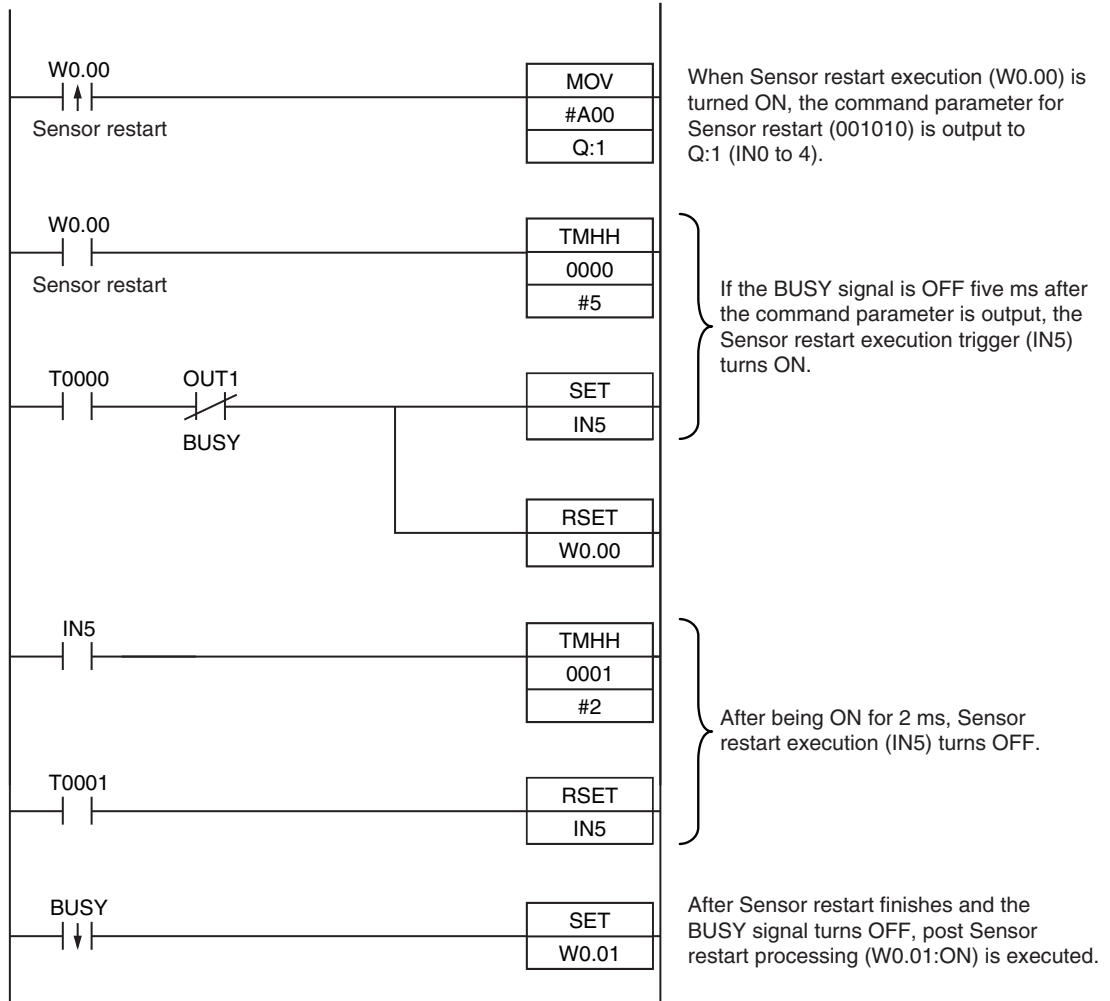 W0.00
Sensor restart
MOV
#A00
Q:1
When Sensor restart execution (W0.00) is
turned ON, the command parameter for
Sensor restart (001010) is output to
Q:1 (IN0 to 4).
W0.00
Sensor restart
TMHH
0000
#5
If the BUSY signal is OFF five ms after
the command parameter is output, the
Sensor restart execution trigger (IN5)
turns ON.
T0000
OUT1
BUSY
SET
IN5
RSET
W0.00
IN5
TMHH
0001
#2
After being ON for 2 ms, Sensor
restart execution (IN5) turns OFF.
T0001
RSET
IN5
BUSY
SET
W0.01
After Sensor restart finishes and the
BUSY signal turns OFF, post Sensor
restart processing (W0.01:ON) is executed.